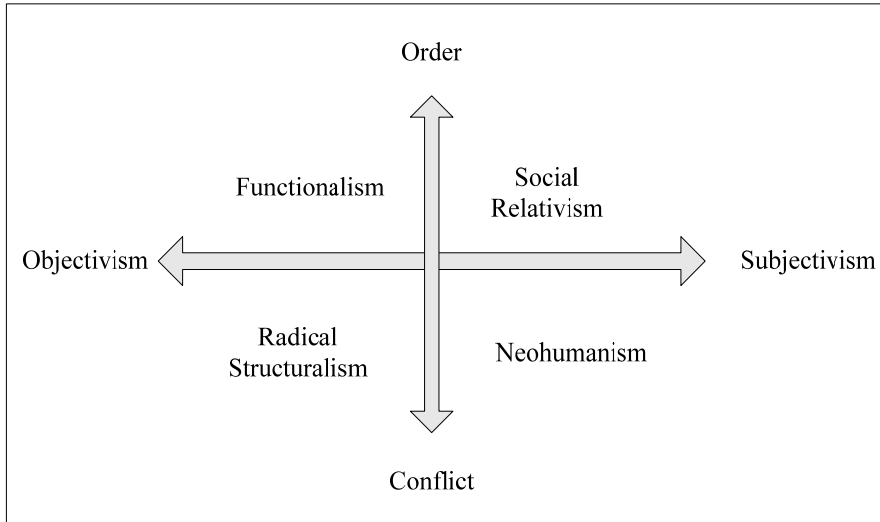 Order
Functionalism
Social
Relativism
Objectivism
Subjectivism
Radical
Structuralism
Neohumanism
Conflict